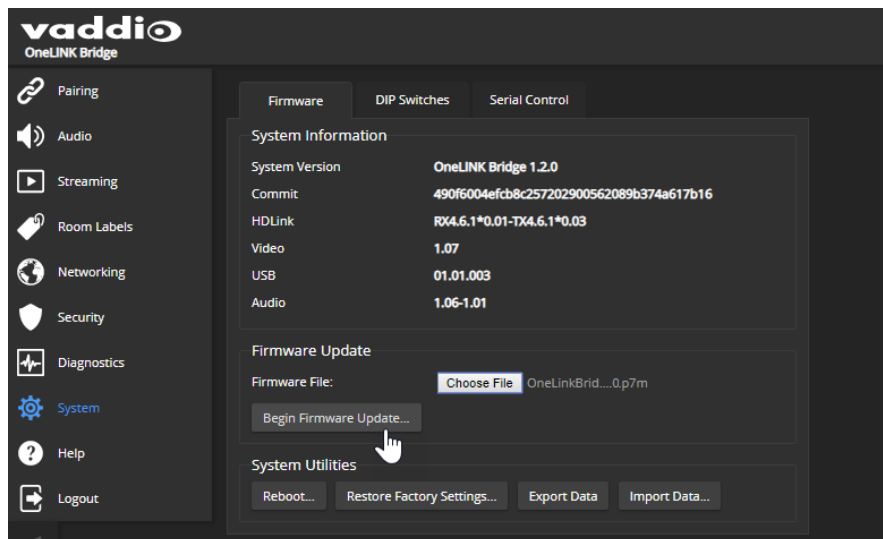 vaddio
OneLINK Bridge
Pairing
Audio
Streaming
Room Labels
Networking
Security
Diagnostics
System
Help
Logout
Firmware DIP Switches Serial Control
System Information
System Version OneLINK Bridge 1.2.0
Commit 490f6004efcb8c257202900562089b374a617b16
HDLink RX4.6.1*0.01-TX4.6.1*0.03
Video 1.07
USB 01.01.003
Audio 1.06-1.01
Firmware Update
Firmware File: Choose File OneLinkBrid....0.p7m
Begin Firmware Update...
System Utilities
Reboot... Restore Factory Settings... Export Data Import Data...